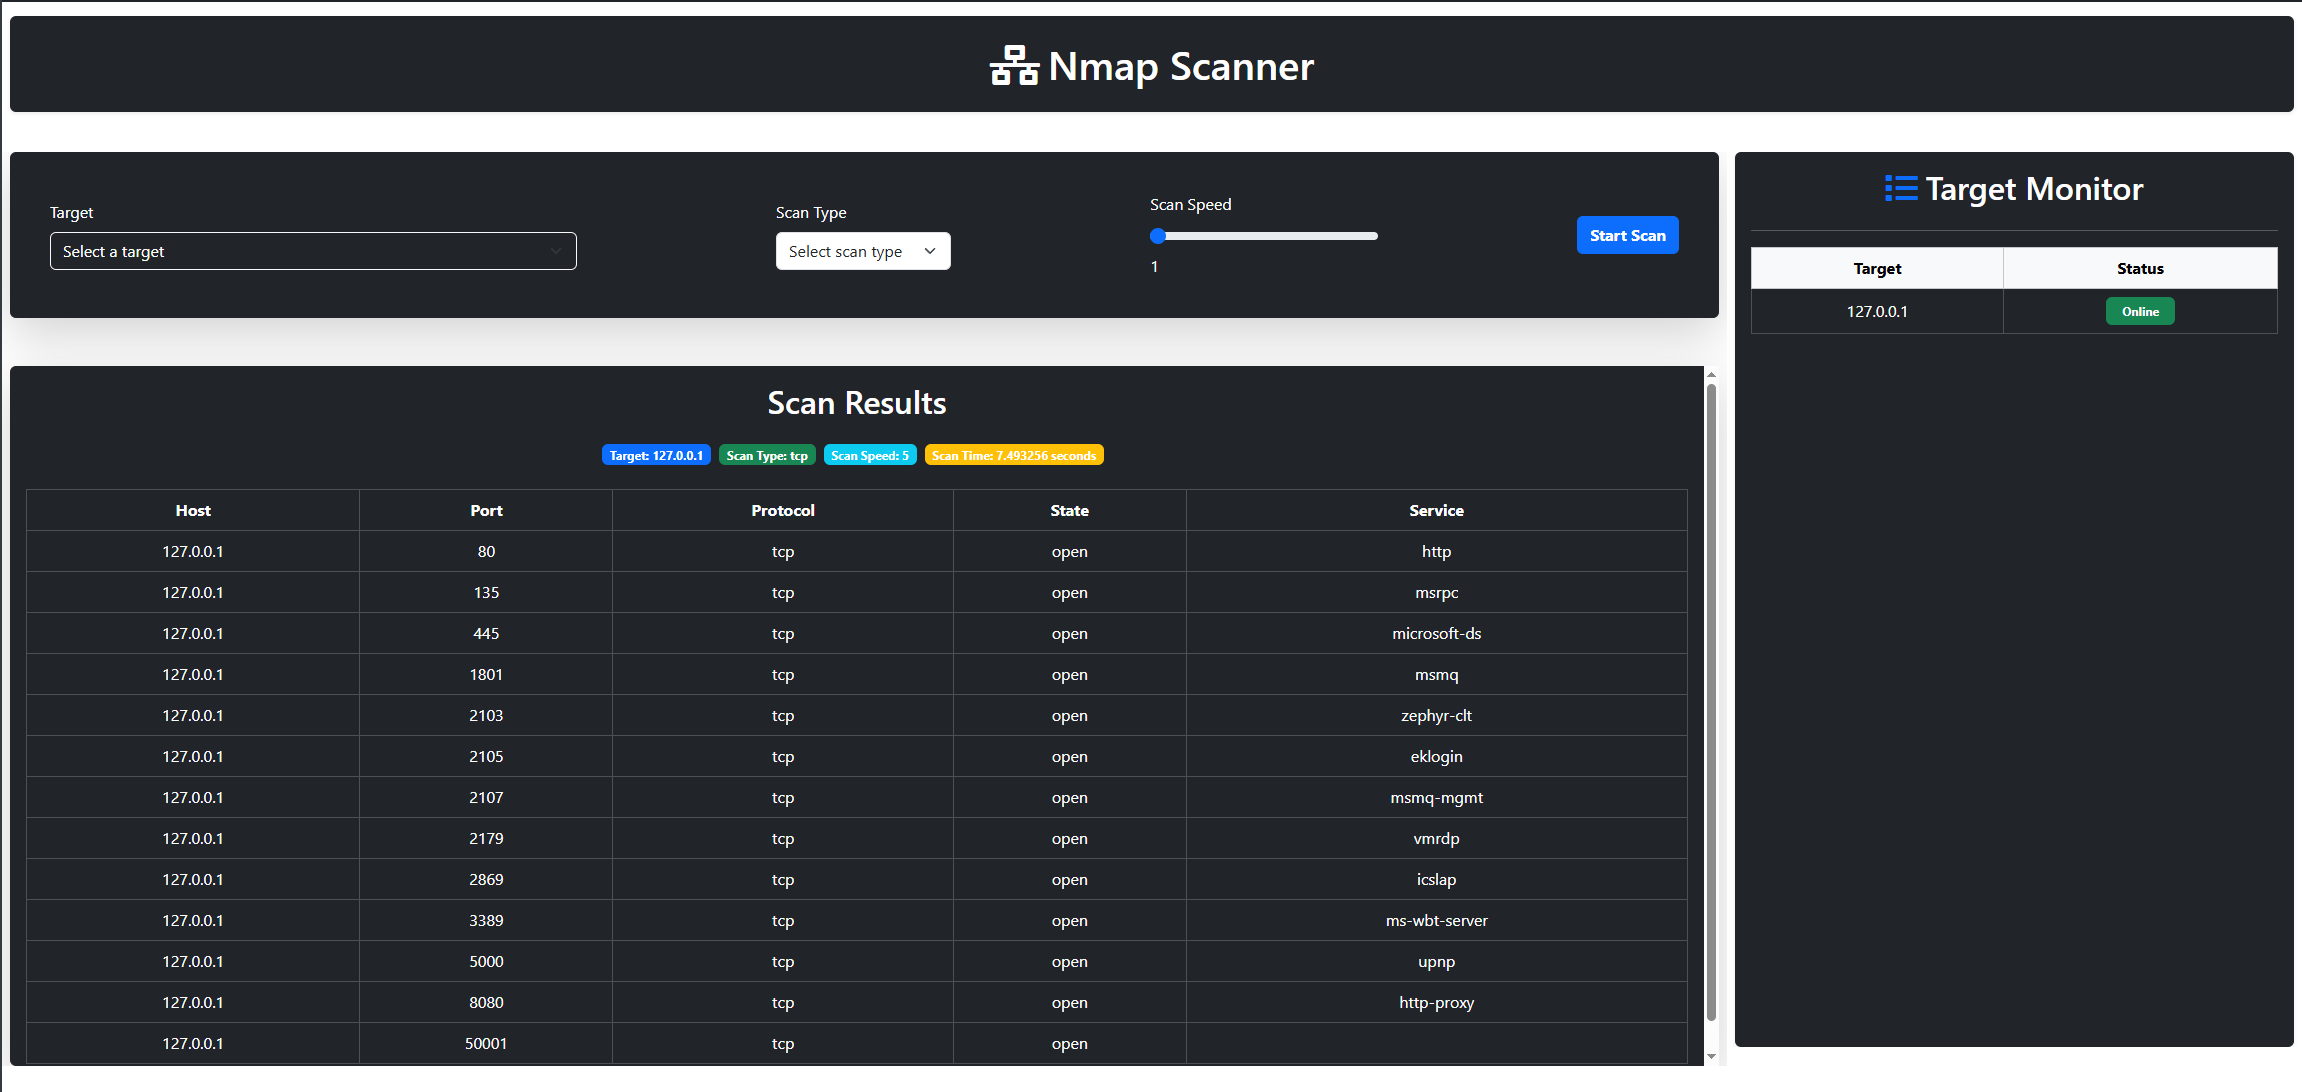 Nmap Scanner
Target
Select a target
Scan Type
Select scan type
Scan Speed
1
Start Scan
Target Monitor
Target Status
127.0.0.1 Online
Scan Results
Target: 127.0.0.1 Scan Type: tcp Scan Speed: 5 Scan Time: 7.493256 seconds
Host Port Protocol State Service
127.0.0.1 80 tcp open http
127.0.0.1 135 tcp open msrpc
127.0.0.1 445 tcp open microsoft-ds
127.0.0.1 1801 tcp open msmq
127.0.0.1 2103 tcp open zephyr-clt
127.0.0.1 2105 tcp open eklogin
127.0.0.1 2107 tcp open msmq-mgmt
127.0.0.1 2179 tcp open vmrdp
127.0.0.1 2869 tcp open icslap
127.0.0.1 3389 tcp open ms-wbt-server
127.0.0.1 5000 tcp open upnp
127.0.0.1 8080 tcp open http-proxy
127.0.0.1 50001 tcp open